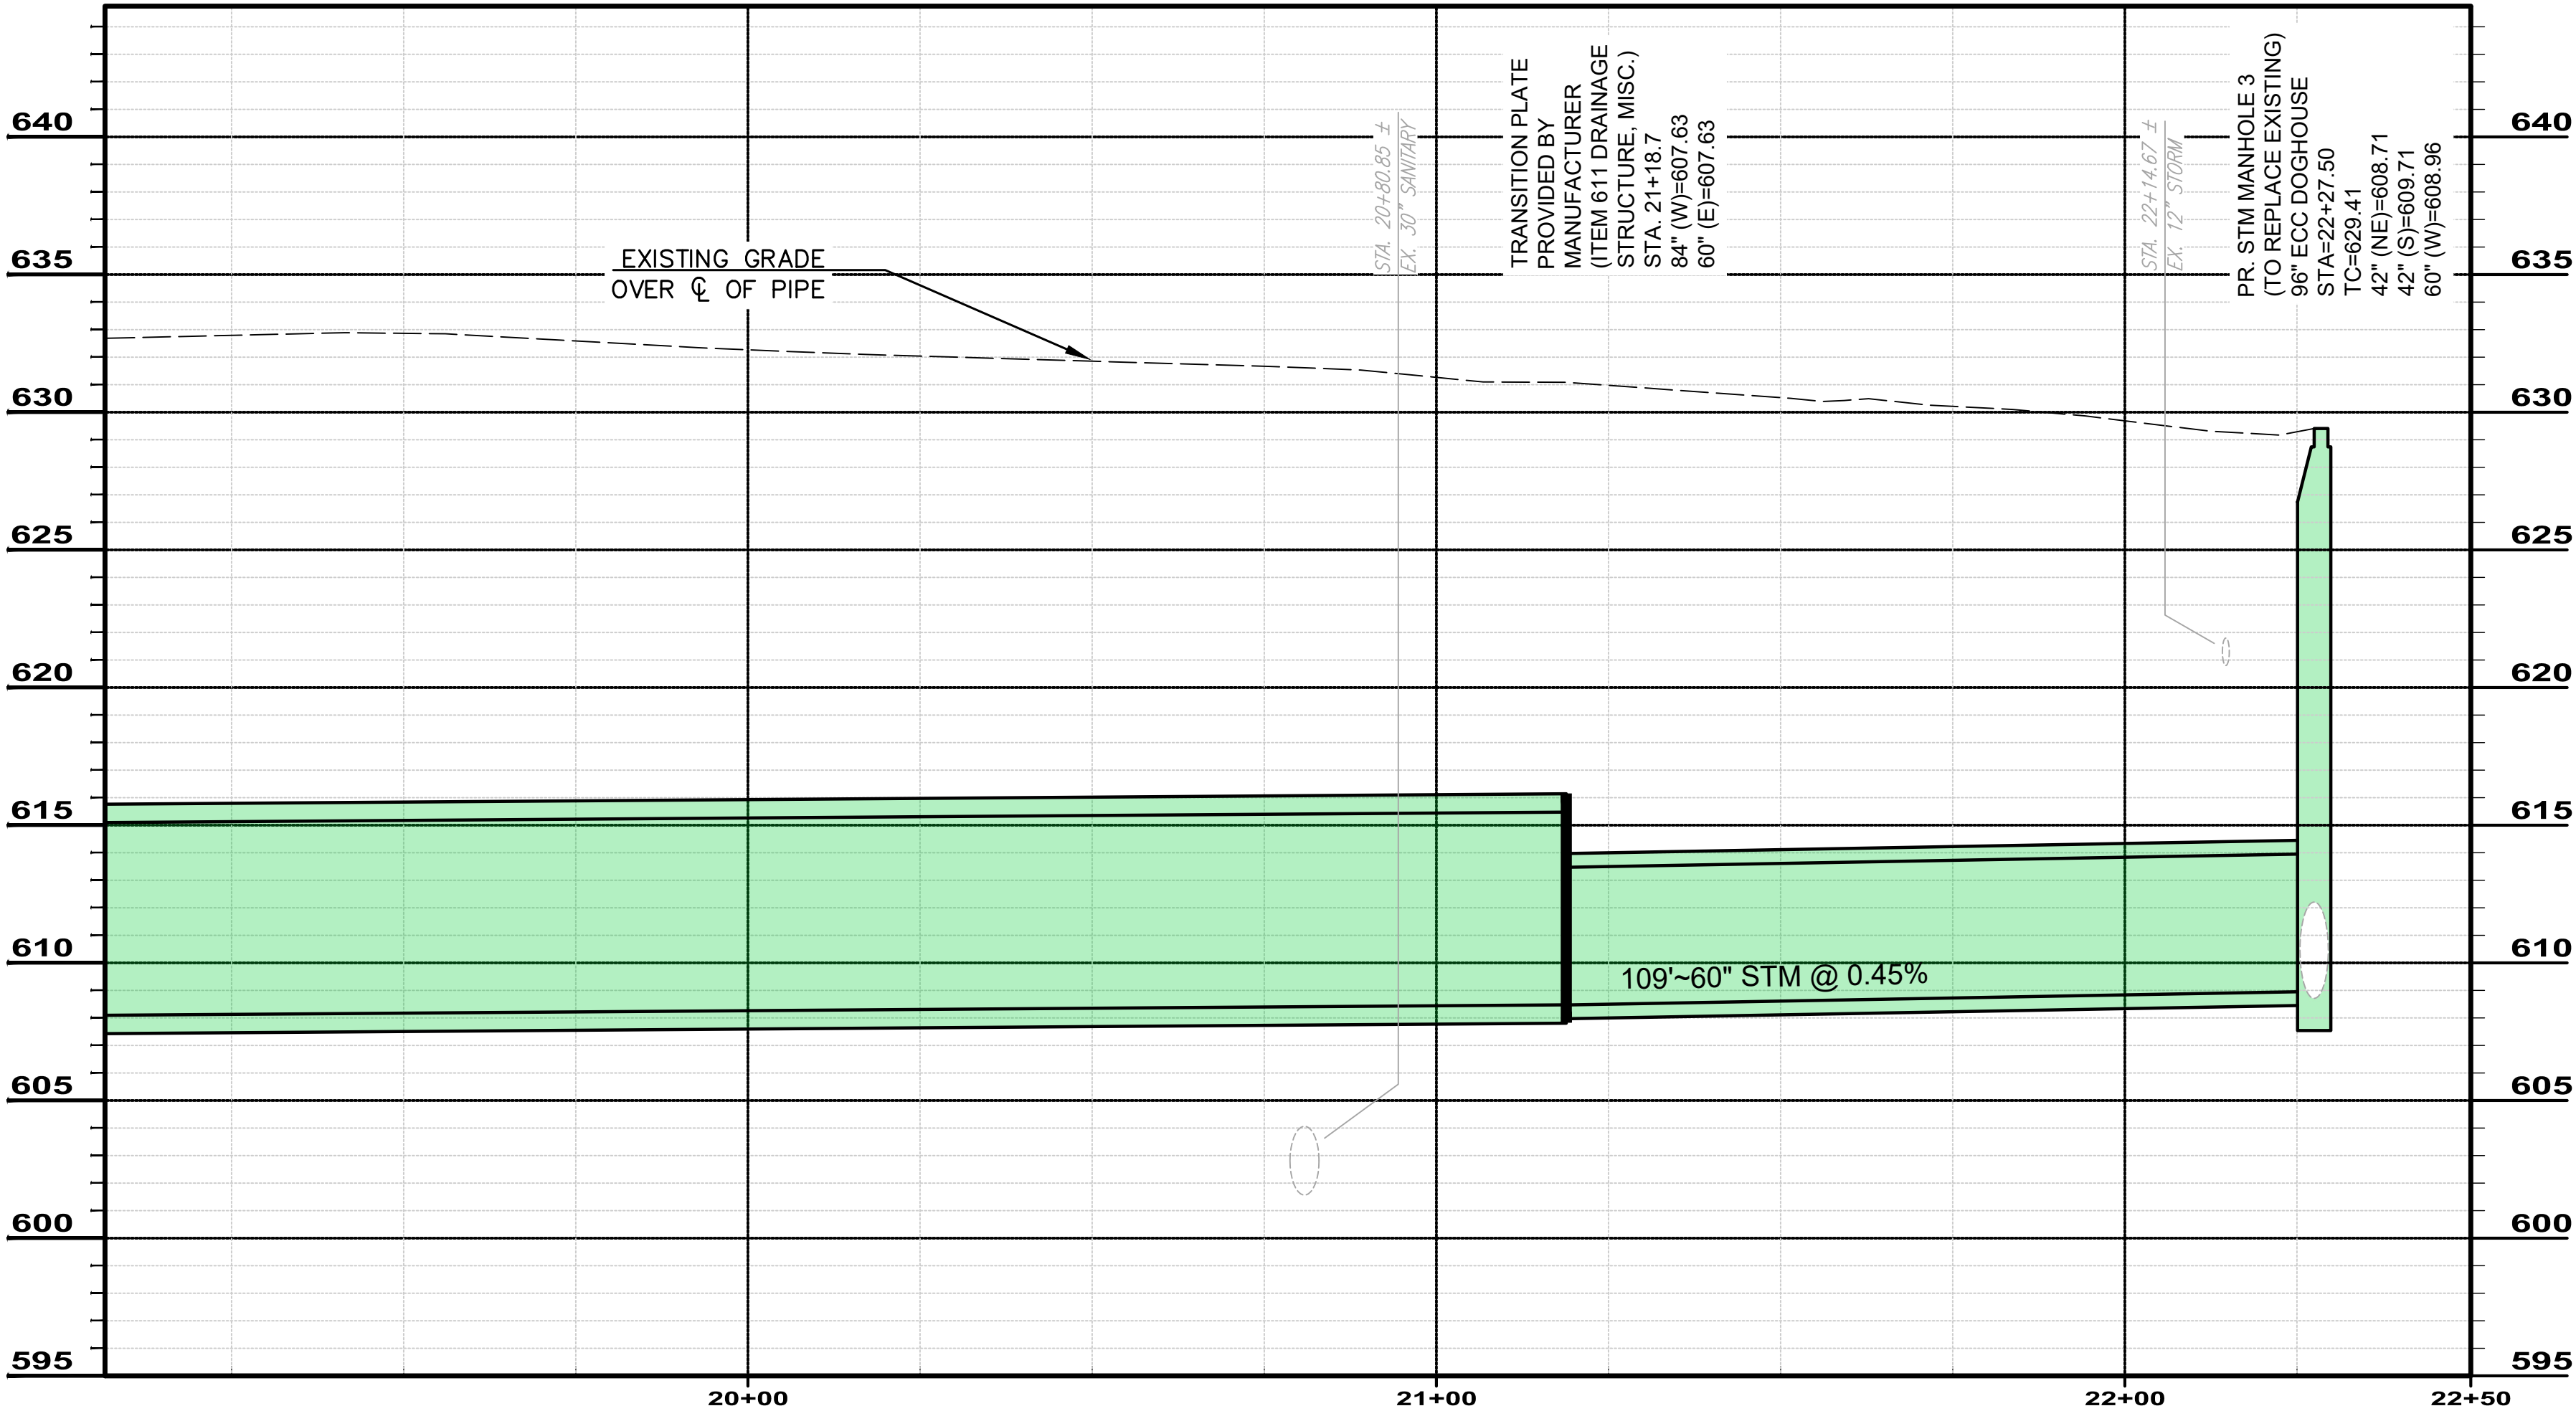 EXISTING GRADE
OVER ℄ OF PIPE
STA. 20+80.85 ±
EX. 30" SANITARY
TRANSITION PLATE
PROVIDED BY
MANUFACTURER
(ITEM 611 DRAINAGE
STRUCTURE, MISC.)
STA. 21+18.7
84" (W)=607.63
60" (E)=607.63
STA. 22+14.67 ±
EX. 12" STORM
PR. STM MANHOLE 3
(TO REPLACE EXISTING)
96" ECC DOGHOUSE
STA=22+27.50
TC=629.41
42" (NE)=608.71
42" (S)=609.71
60" (W)=608.96
109'~60" STM @ 0.45%
640 640
635 635
630 630
625 625
620 620
615 615
610 610
605 605
600 600
595 595
20+00 21+00 22+00 22+50